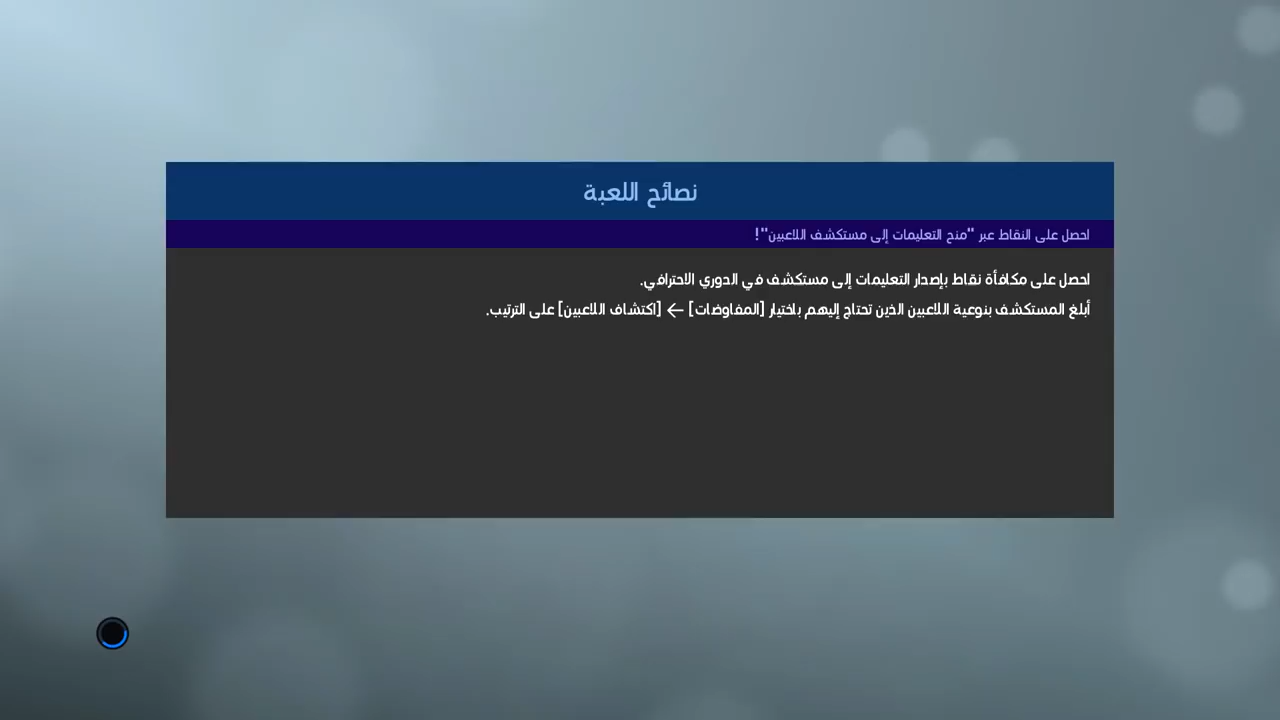 نصائح اللعبة
احصل على النقاط عبر "منح التعليمات إلى مستكشف اللاعبين"!
احصل على مكافأة نقاط بإصدار التعليمات إلى مستكشف في الدوري الاحترافي.
أبلغ المستكشف بنوعية اللاعبين الذين تحتاج إليهم باختيار [المفاوضات] ← [اكتشاف اللاعبين] على الترتيب.